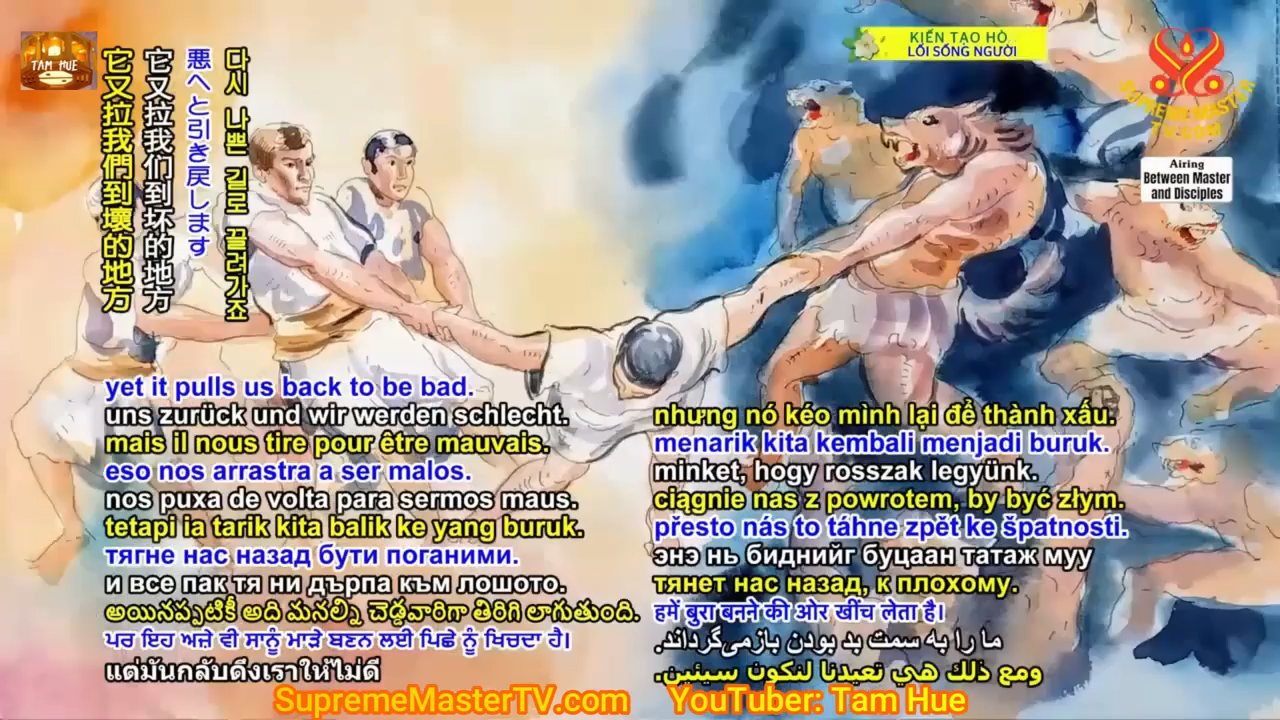 TAM HUE
它又拉我們到壞的地方
它又拉我们到坏的地方
悪へと引き戻します
다시 나쁜 길로 끌려가죠
KIẾN TẠO HÒ
LỐI SỐNG NGƯỜI
SUPREMEMASTER
TV.COM
Airing
Between Master
and Disciples
yet it pulls us back to be bad.
uns zurück und wir werden schlecht.
mais il nous tire pour être mauvais.
eso nos arrastra a ser malos.
nos puxa de volta para sermos maus.
tetapi ia tarik kita balik ke yang buruk.
тягне нас назад бути поганими.
и все пак тя ни дърпа към лошото.
అయినప్పటికీ అది మనల్ని చెడ్డవారిగా తిరిగి లాగుతుంది.
ਪਰ ਇਹ ਅਜੇ ਵੀ ਸਾਨੂੰ ਮਾੜੇ ਬਣਨ ਲਈ ਪਿਛੇ ਨੂੰ ਖਿਚਦਾ ਹੈ।
แต่มันกลับดึงเราให้ไม่ดี
nhưng nó kéo mình lại để thành xấu.
menarik kita kembali menjadi buruk.
minket, hogy rosszak legyünk.
ciągnie nas z powrotem, by być złym.
přesto nás to táhne zpět ke špatnosti.
энэ нь биднийг буцаан татаж муу
тянет нас назад, к плохому.
हमें बुरा बनने की ओर खींच लेता है।
ما را به سمت بد بودن بازمی‌گرداند.
ومع ذلك هي تعيدنا لنكون سيئين.
SupremeMasterTV.com
YouTuber: Tam Hue